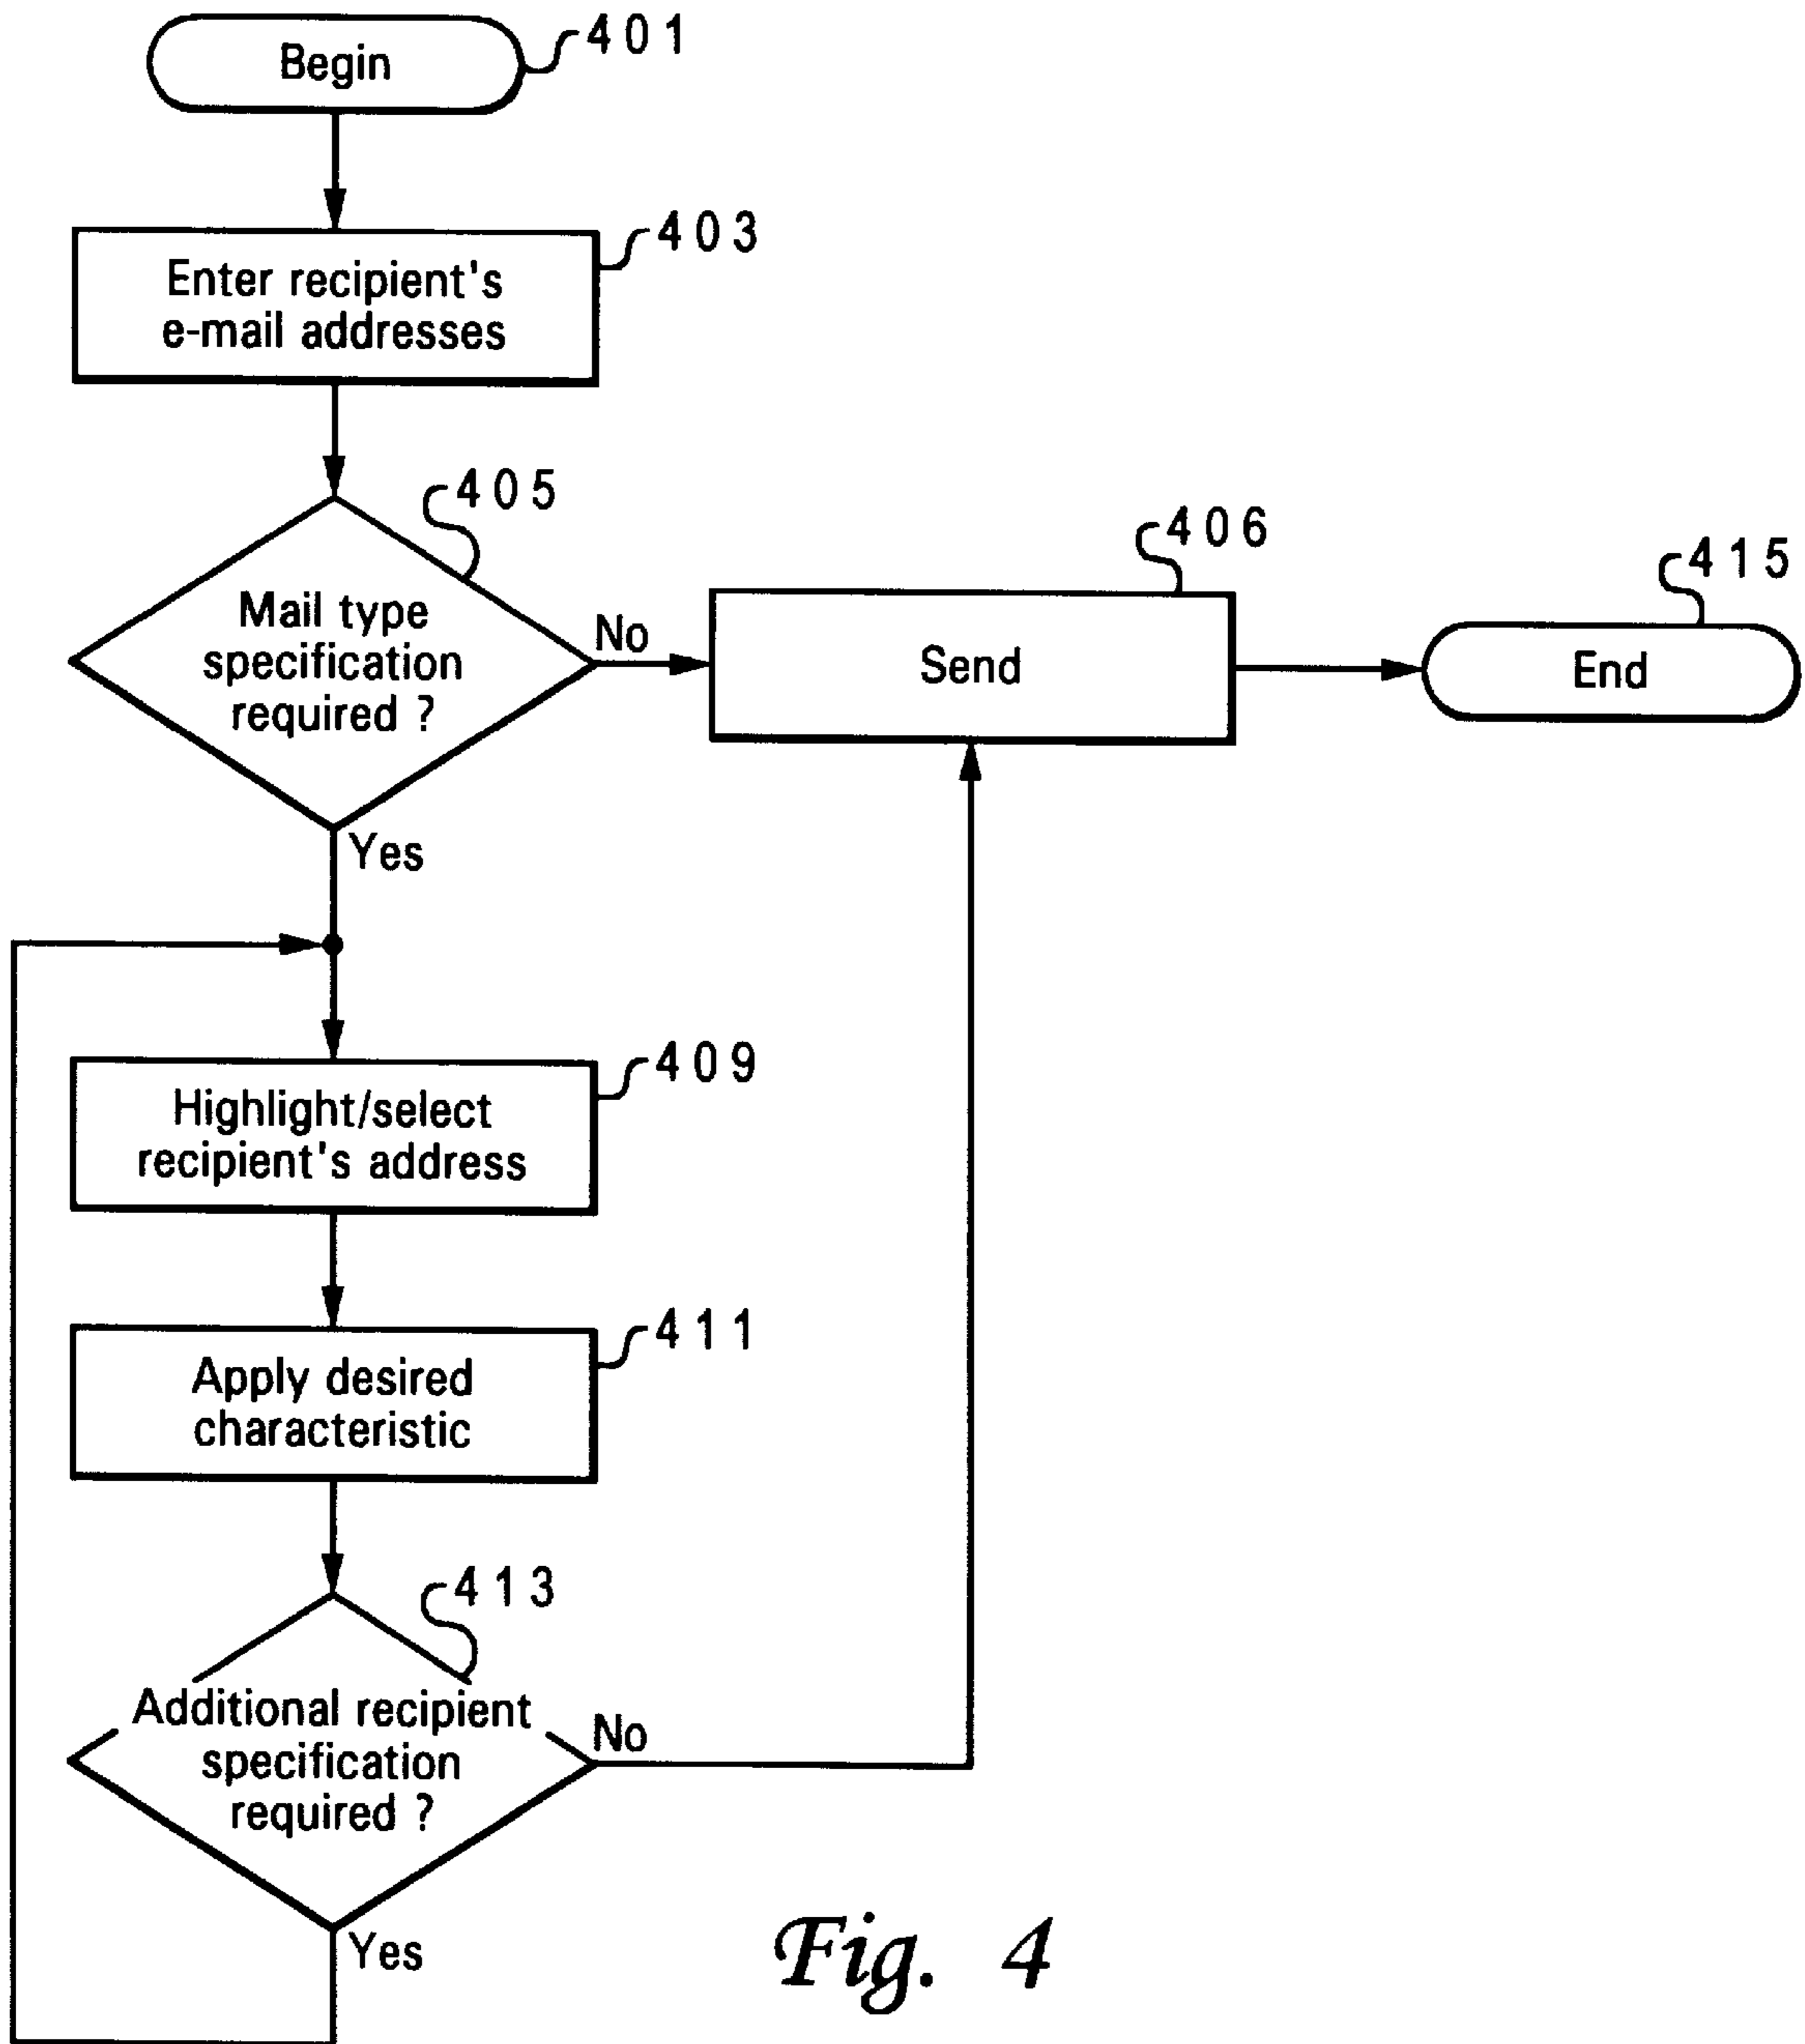 Begin
401
403
Enter recipient's
e-mail addresses
405
Mail type
specification
required ?
No
Yes
406
Send
415
End
409
Highlight/select
recipient's address
411
Apply desired
characteristic
413
Additional recipient
specification
required ?
No
Yes
Fig. 4